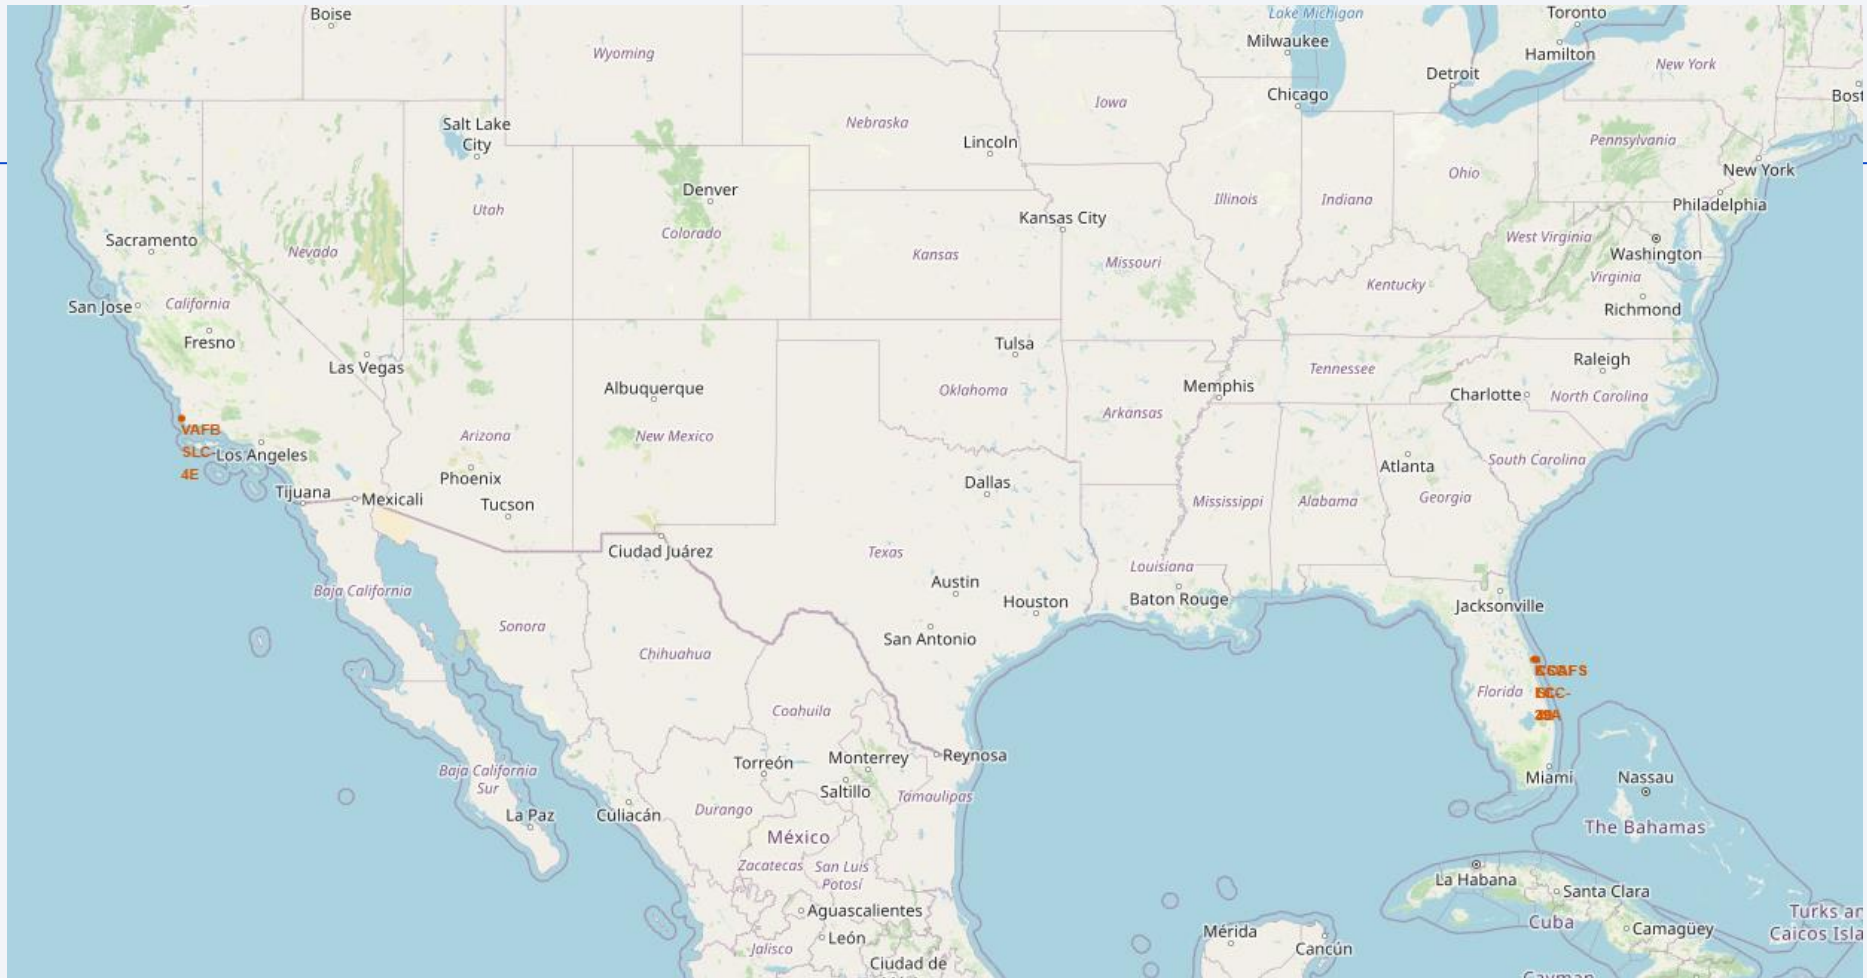 Boise
Lake Michigan
Toronto
Milwaukee
Hamilton
Wyoming
New York
Detroit
Chicago
Iowa
Nebraska
Salt Lake
City
Lincoln
Pennsylvania
New York
Ohio
Denver
Utah
Illinois
Indiana
Philadelphia
Kansas City
Colorado
Sacramento
Nevada
Kansas
Missouri
West Virginia
Washington
Virginia
Kentucky
San Jose
California
Richmond
Fresno
Las Vegas
Tulsa
Raleigh
Albuquerque
Oklahoma
Memphis
Tennessee
Charlotte
North Carolina
Arkansas
VAFB
SLC-
4E
Los Angeles
Arizona
New Mexico
Phoenix
Tijuana
Mexicali
Tucson
Dallas
Atlanta
South Carolina
Mississippi
Alabama
Georgia
Ciudad Juárez
Texas
Louisiana
Baja California
Austin
Houston
Baton Rouge
Jacksonville
Sonora
San Antonio
Chihuahua
Florida
Coahuila
Torreón
Monterrey
Reynosa
Baja California
Sur
Saltillo
Tamaulipas
Miami
Nassau
La Paz
Culiacán
Durango
México
The Bahamas
Zacatecas
San Luis
Potosí
La Habana
Santa Clara
Aguascalientes
Cuba
Camagüey
León
Jalisco
Mérida
Cancún
Ciudad de